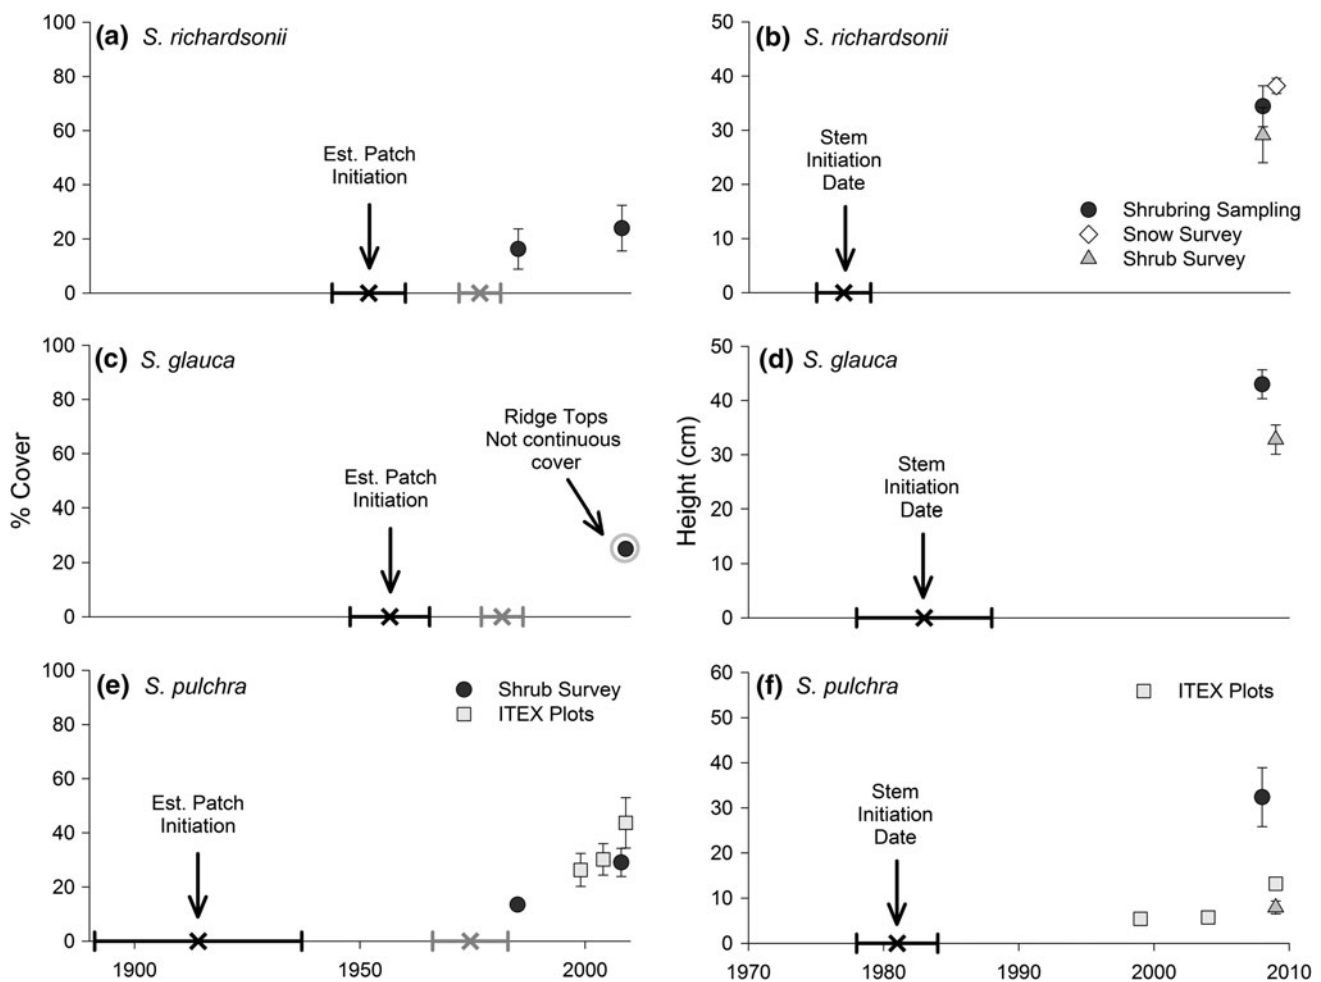 (a) S. richardsonii
100
80
60
40
20
0
Est. Patch
Initiation
(b) S. richardsonii
50
40
30
20
10
0
Stem
Initiation
Date
Shrubring Sampling
Snow Survey
Shrub Survey
% Cover
(c) S. glauca
100
80
60
40
20
0
Est. Patch
Initiation
Ridge Tops
Not continuous
cover
Height (cm)
(d) S. glauca
50
40
30
20
10
0
Stem
Initiation
Date
(e) S. pulchra
100
80
60
40
20
0
Shrub Survey
ITEX Plots
Est. Patch
Initiation
1900 1950 2000
(f) S. pulchra
60
50
40
30
20
10
0
ITEX Plots
Stem
Initiation
Date
1970 1980 1990 2000 2010